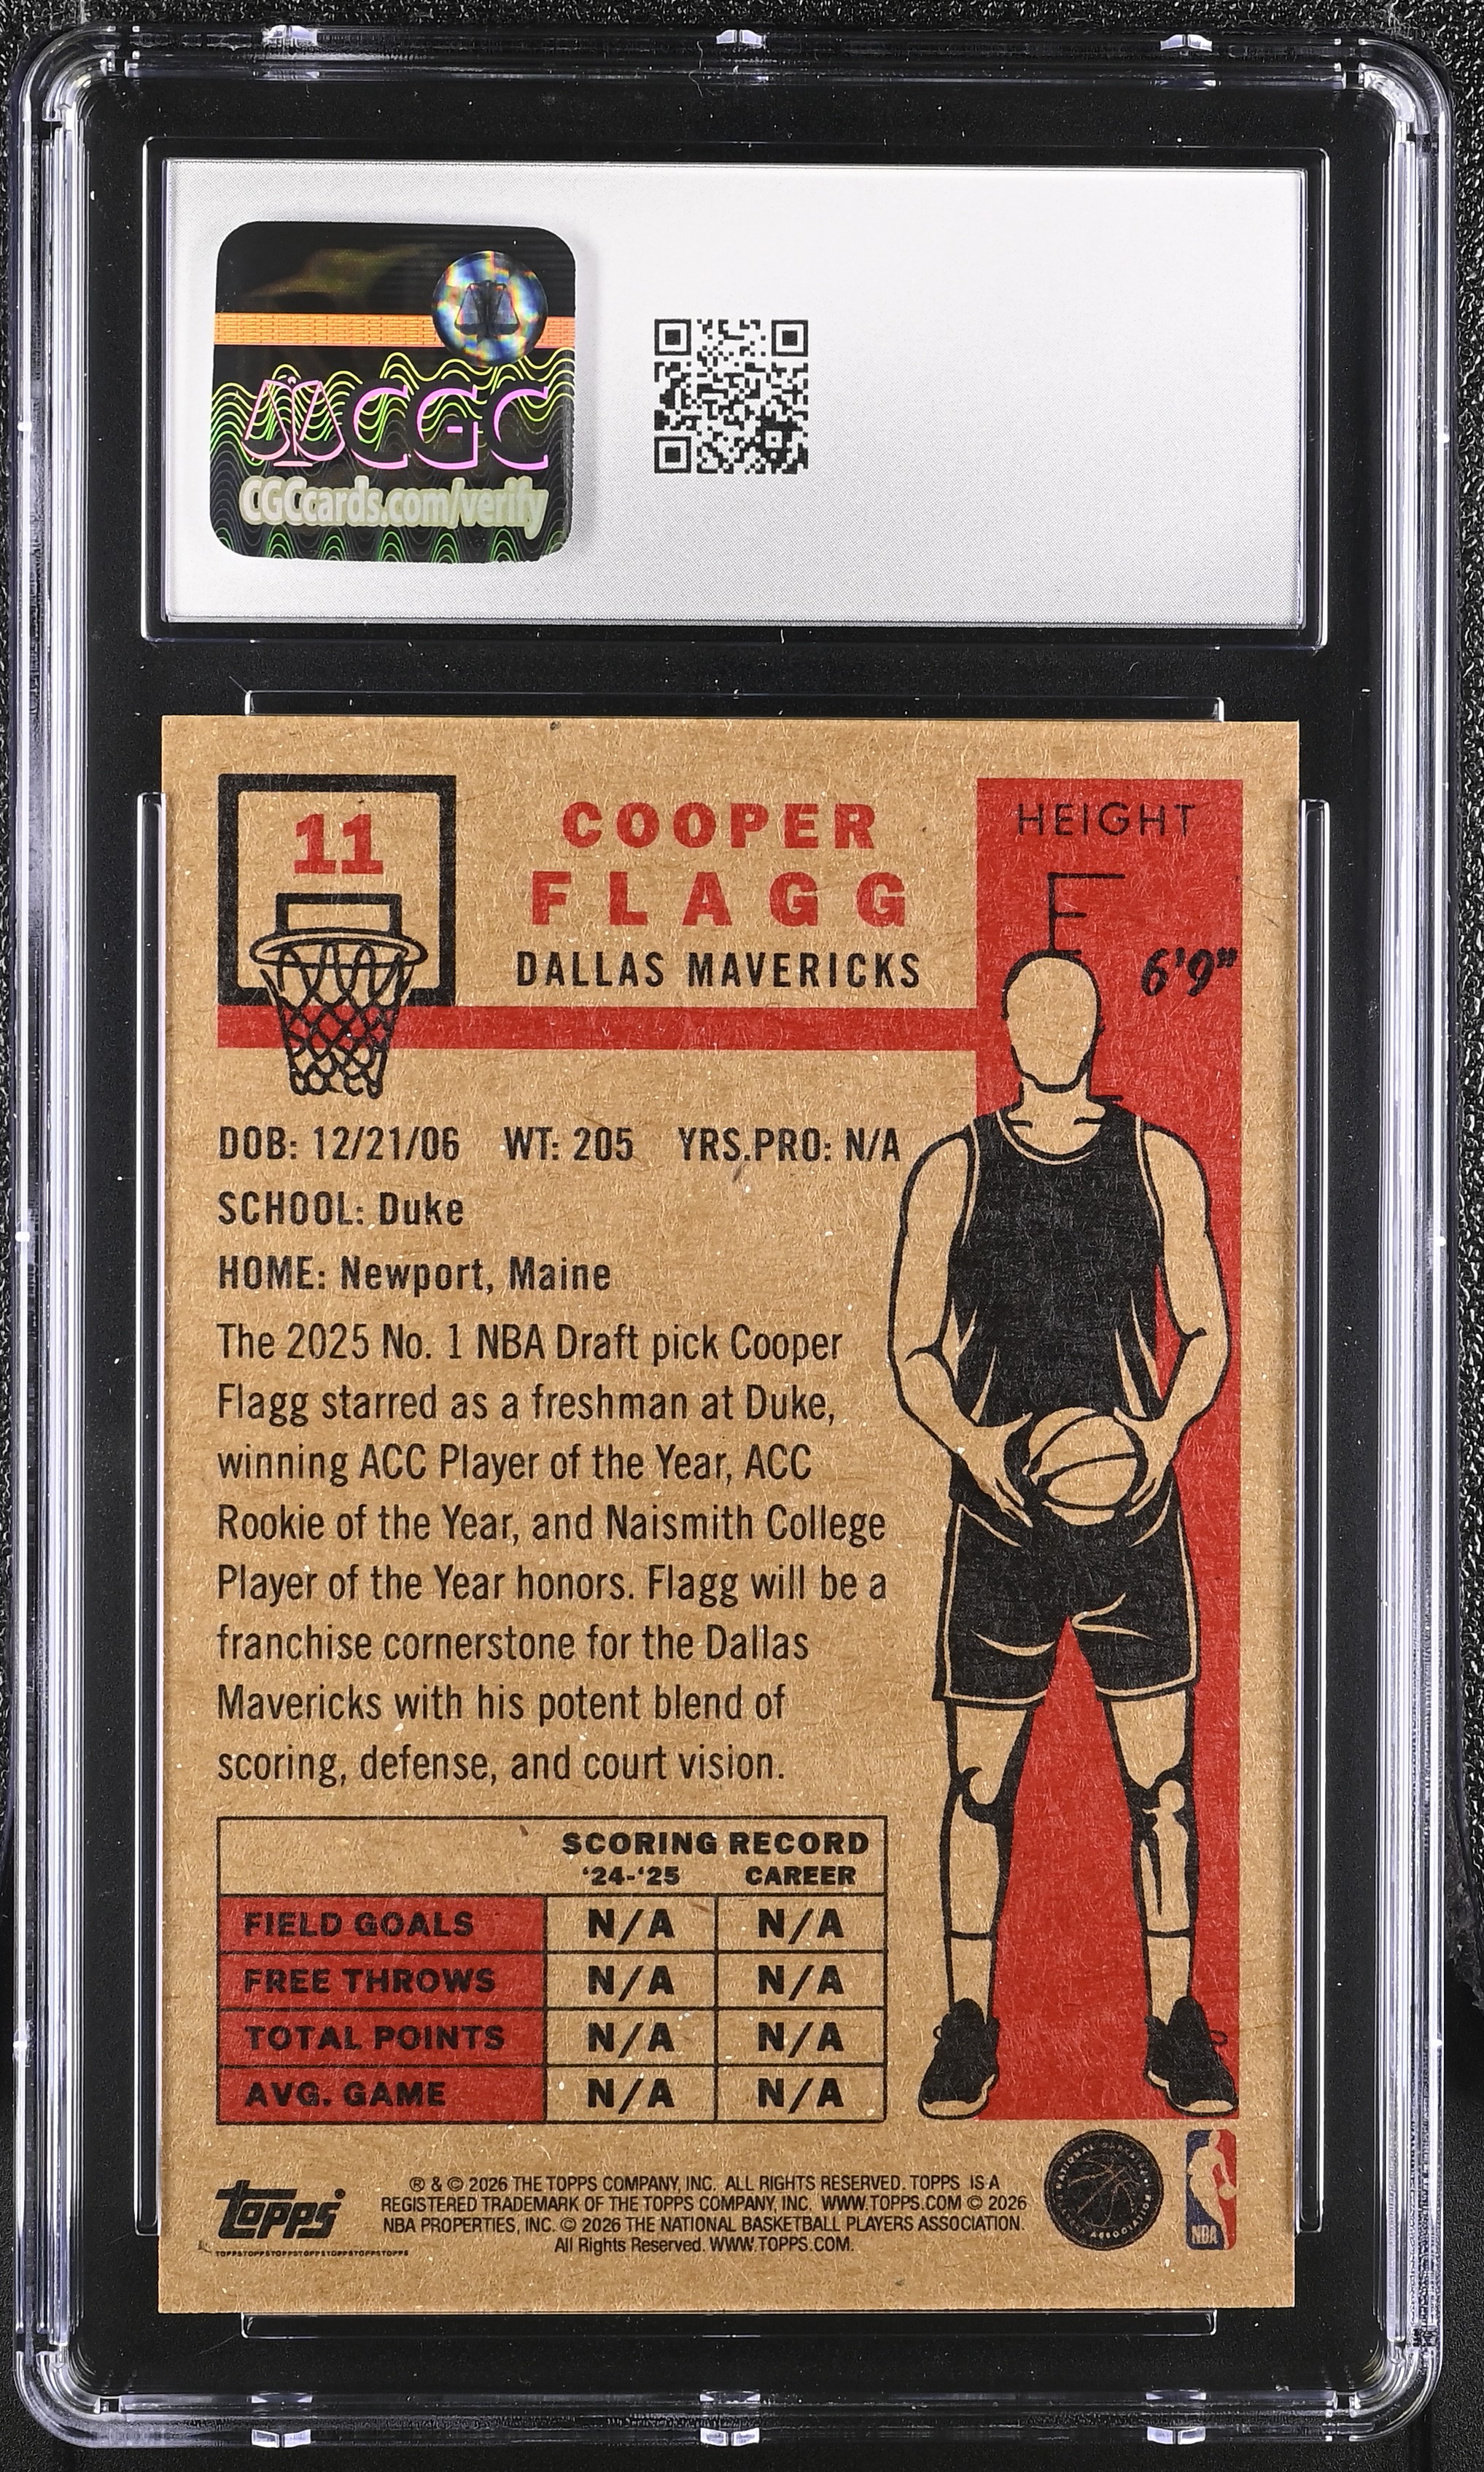 CGC
CGCcards.com/verify
11
COOPER
FLAGG
DALLAS MAVERICKS
HEIGHT
6'9"
DOB: 12/21/06 WT: 205 YRS.PRO: N/A
SCHOOL: Duke
HOME: Newport, Maine
The 2025 No. 1 NBA Draft pick Cooper
Flagg starred as a freshman at Duke,
winning ACC Player of the Year, ACC
Rookie of the Year, and Naismith College
Player of the Year honors. Flagg will be a
franchise cornerstone for the Dallas
Mavericks with his potent blend of
scoring, defense, and court vision.
SCORING RECORD
'24-'25 CAREER
FIELD GOALS N/A N/A
FREE THROWS N/A N/A
TOTAL POINTS N/A N/A
AVG. GAME N/A N/A
topps®
® & © 2026 THE TOPPS COMPANY, INC. ALL RIGHTS RESERVED. TOPPS IS A
REGISTERED TRADEMARK OF THE TOPPS COMPANY, INC. WWW.TOPPS.COM © 2026
NBA PROPERTIES, INC. © 2026 THE NATIONAL BASKETBALL PLAYERS ASSOCIATION.
All Rights Reserved. WWW.TOPPS.COM.
TOPPSTOPPSTOPPSTOPPSTOPPSTOPPSTOPPS
NBA